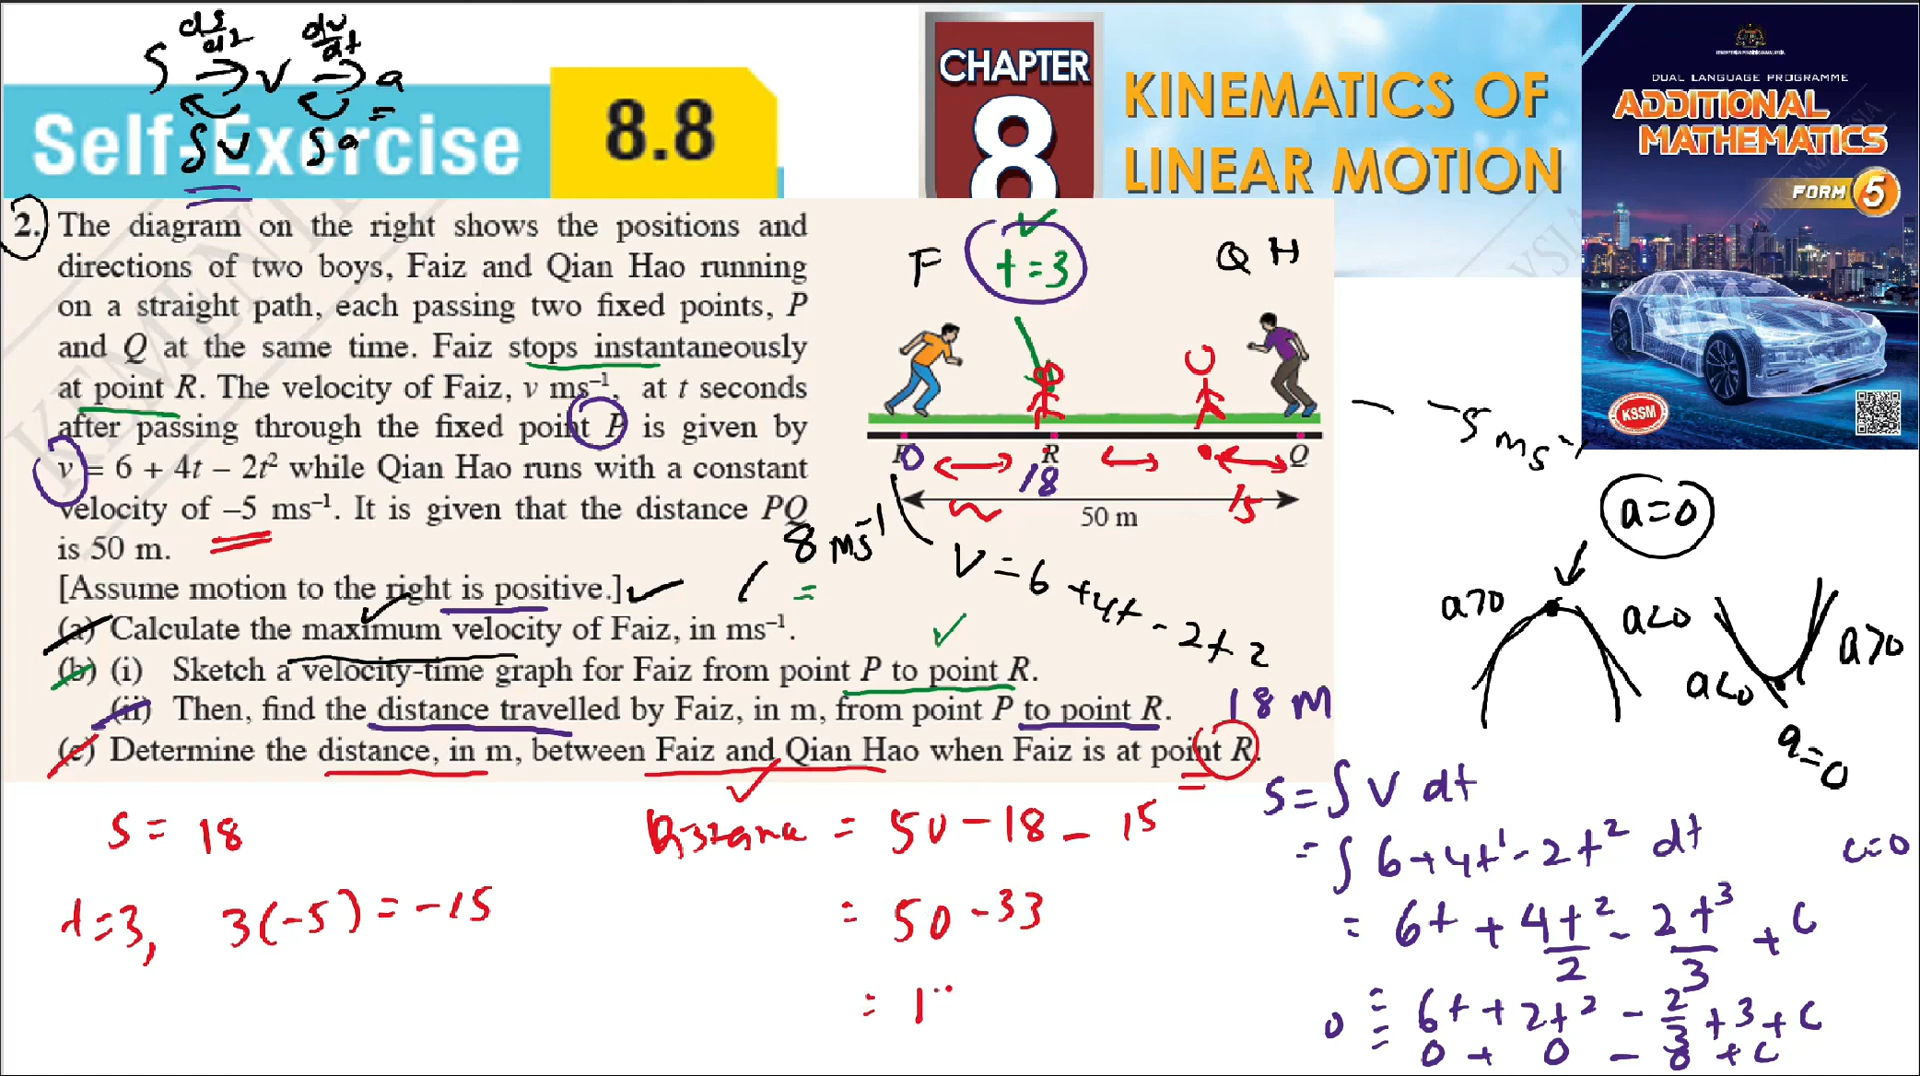 S ds/dt → V dv/dt → a
∫v ∫a =
Self-Exercise 8.8
CHAPTER 8
KINEMATICS OF
LINEAR MOTION
DUAL LANGUAGE PROGRAMME
ADDITIONAL
MATHEMATICS
FORM 5
KSSM
2. The diagram on the right shows the positions and
directions of two boys, Faiz and Qian Hao running
on a straight path, each passing two fixed points, P
and Q at the same time. Faiz stops instantaneously
at point R. The velocity of Faiz, v ms⁻¹, at t seconds
after passing through the fixed point P is given by
v = 6 + 4t – 2t² while Qian Hao runs with a constant
velocity of –5 ms⁻¹. It is given that the distance PQ
is 50 m.
[Assume motion to the right is positive.]
(a) Calculate the maximum velocity of Faiz, in ms⁻¹.
(b) (i) Sketch a velocity-time graph for Faiz from point P to point R.
(ii) Then, find the distance travelled by Faiz, in m, from point P to point R.
(c) Determine the distance, in m, between Faiz and Qian Hao when Faiz is at point R.
F t = 3 Q H
P 0 R Q
18 15
50 m
8 ms⁻¹
=
V = 6 + 4t - 2t 2
-5 ms⁻¹
a = 0
a>0 a<0
a<0 a>0
a=0
18 m
S = 18
t=3, 3(-5) = -15
Distance = 50 - 18 - 15
= 50 - 33
= 1
S = ∫ V dt
= ∫ 6+4t¹-2t² dt c=0
= 6t + 4t²/2 - 2t³/3 + c
0 = 6t + 2t² - 2/3 t3 + c
= 0 + 0 - 0 + c